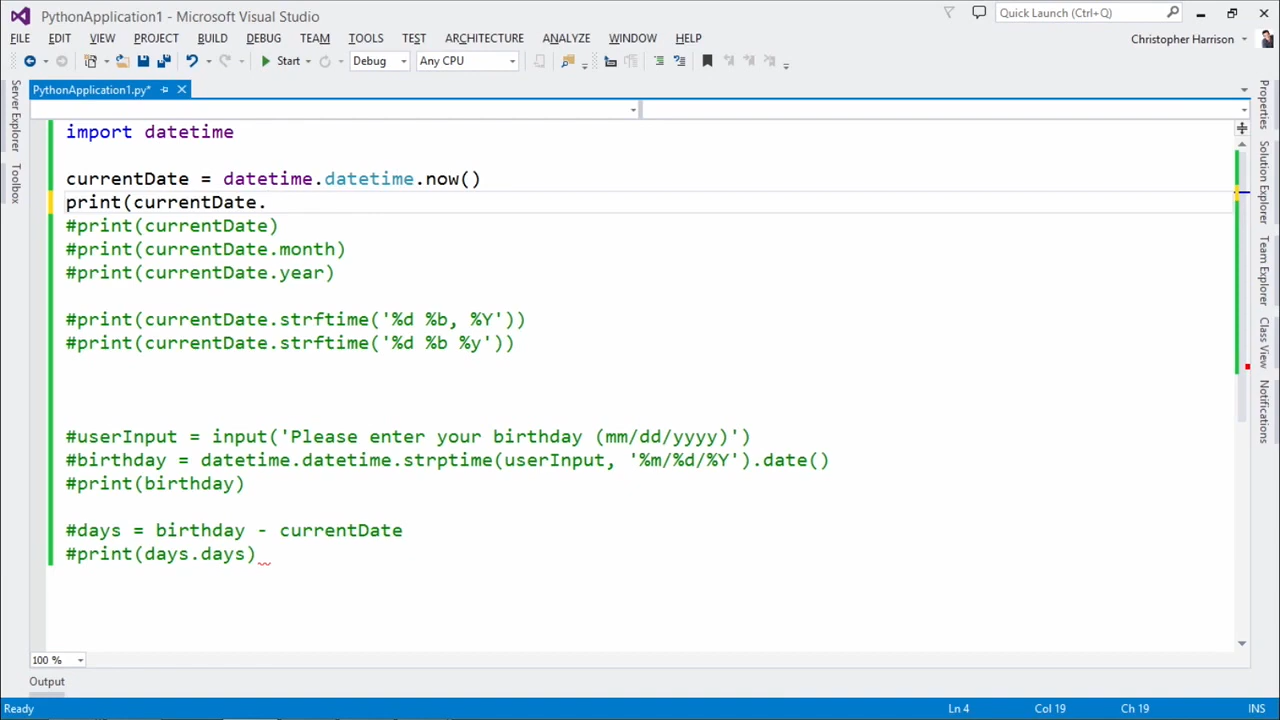 PythonApplication1 - Microsoft Visual Studio
Quick Launch (Ctrl+Q)
FILE EDIT VIEW PROJECT BUILD DEBUG TEAM TOOLS TEST ARCHITECTURE ANALYZE WINDOW HELP
Christopher Harrison
Start Debug Any CPU
PythonApplication1.py*
Server Explorer
Toolbox
import datetime
currentDate = datetime.datetime.now()
print(currentDate.
#print(currentDate)
#print(currentDate.month)
#print(currentDate.year)
#print(currentDate.strftime('%d %b, %Y'))
#print(currentDate.strftime('%d %b %y'))
#userInput = input('Please enter your birthday (mm/dd/yyyy)')
#birthday = datetime.datetime.strptime(userInput, '%m/%d/%Y').date()
#print(birthday)
#days = birthday - currentDate
#print(days.days)
Properties
Solution Explorer
Team Explorer
Class View
Notifications
100 %
Output
Ready
Ln 4 Col 19 Ch 19 INS